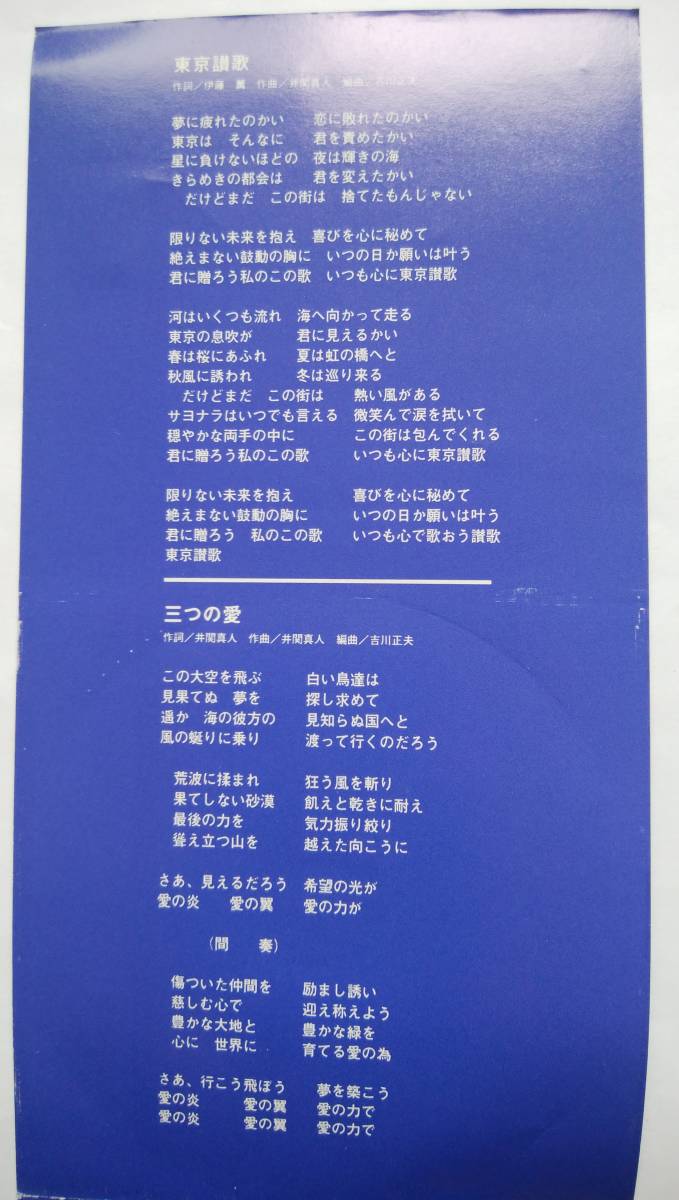 東京讃歌
作詞／伊藤 薫　作曲／井関真人　編曲／吉川正夫
夢に疲れたのかい　恋に敗れたのかい
東京は　そんなに　君を責めたかい
星に負けないほどの　夜は輝きの海
きらめきの都会は　君を変えたかい
だけどまだ　この街は　捨てたもんじゃない
限りない未来を抱え　喜びを心に秘めて
絶えまない鼓動の胸に　いつの日か願いは叶う
君に贈ろう私のこの歌　いつも心に東京讃歌
河はいくつも流れ　海へ向かって走る
東京の息吹が　君に見えるかい
春は桜にあふれ　夏は虹の橋へと
秋風に誘われ　冬は巡り来る
だけどまだ　この街は　熱い風がある
サヨナラはいつでも言える　微笑んで涙を拭いて
穏やかな両手の中に　この街は包んでくれる
君に贈ろう私のこの歌　いつも心に東京讃歌
限りない未来を抱え　喜びを心に秘めて
絶えまない鼓動の胸に　いつの日か願いは叶う
君に贈ろう　私のこの歌　いつも心で歌おう讃歌
東京讃歌
三つの愛
作詞／井関真人　作曲／井関真人　編曲／吉川正夫
この大空を飛ぶ　白い鳥達は
見果てぬ　夢を　探し求めて
遥か　海の彼方の　見知らぬ国へと
風の蜒りに乗り　渡って行くのだろう
荒波に揉まれ　狂う風を斬り
果てしない砂漠　飢えと乾きに耐え
最後の力を　気力振り絞り
聳え立つ山を　越えた向こうに
さあ、見えるだろう　希望の光が
愛の炎　愛の翼　愛の力が
（間　奏）
傷ついた仲間を　励まし誘い
慈しむ心で　迎え称えよう
豊かな大地と　豊かな緑を
心に　世界に　育てる愛の為
さあ、行こう飛ぼう　夢を築こう
愛の炎　愛の翼　愛の力で
愛の炎　愛の翼　愛の力で